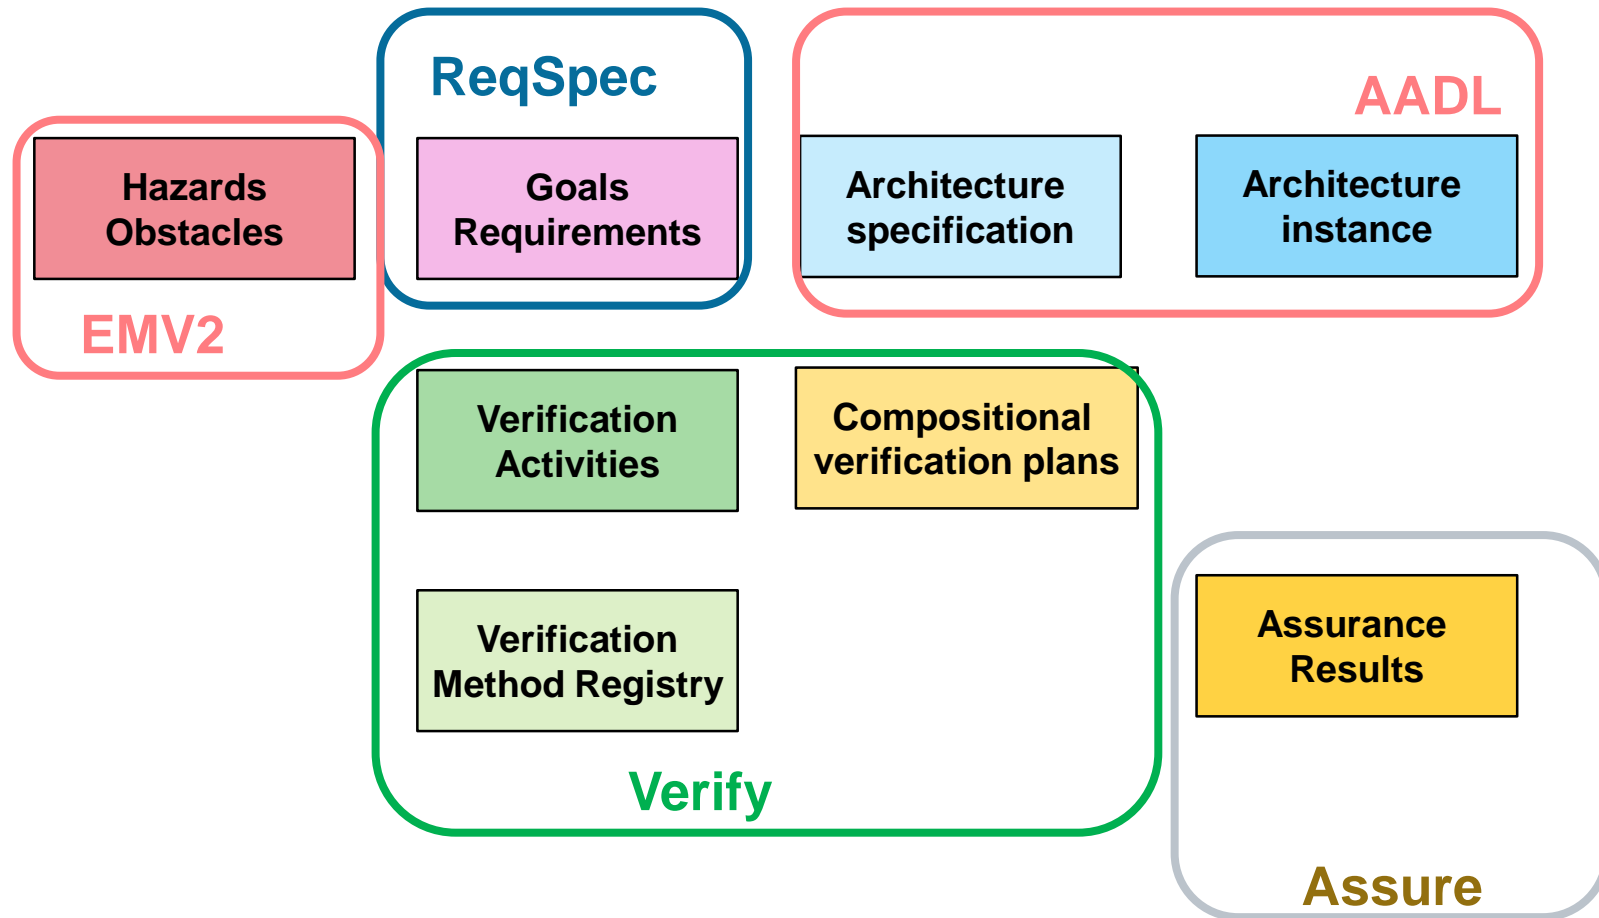 ReqSpec
AADL
Hazards
Obstacles
Goals
Requirements
Architecture
specification
Architecture
instance
EMV2
Verification
Activities
Compositional
verification plans
Verification
Method Registry
Assurance
Results
Verify
Assure